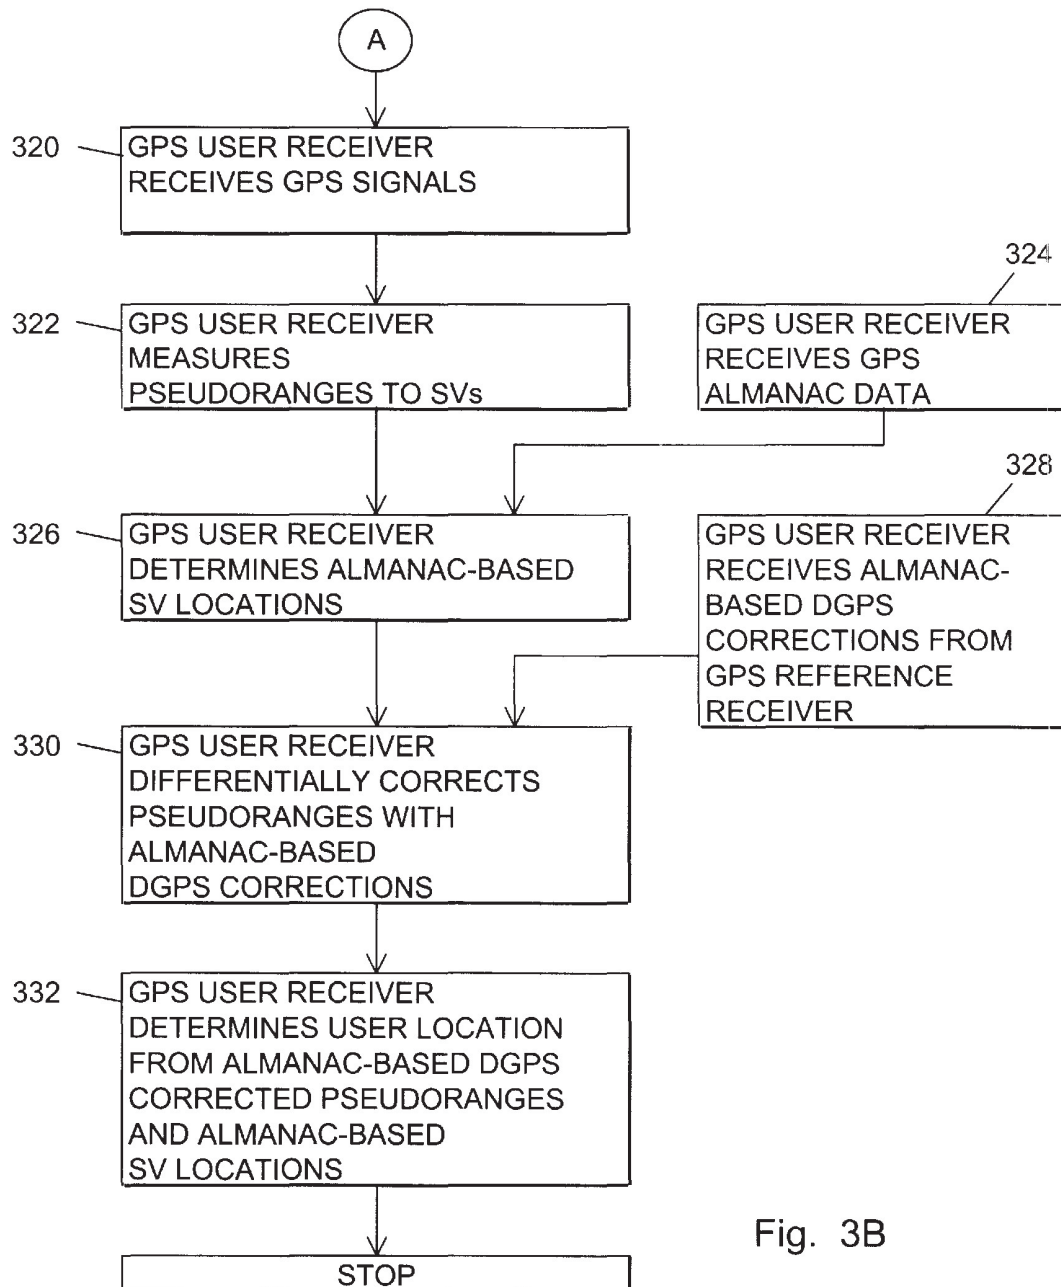 A
320
GPS USER RECEIVER
RECEIVES GPS SIGNALS
322
GPS USER RECEIVER
MEASURES
PSEUDORANGES TO SVs
324
GPS USER RECEIVER
RECEIVES GPS
ALMANAC DATA
326
GPS USER RECEIVER
DETERMINES ALMANAC-BASED
SV LOCATIONS
328
GPS USER RECEIVER
RECEIVES ALMANAC-
BASED DGPS
CORRECTIONS FROM
GPS REFERENCE
RECEIVER
330
GPS USER RECEIVER
DIFFERENTIALLY CORRECTS
PSEUDORANGES WITH
ALMANAC-BASED
DGPS CORRECTIONS
332
GPS USER RECEIVER
DETERMINES USER LOCATION
FROM ALMANAC-BASED DGPS
CORRECTED PSEUDORANGES
AND ALMANAC-BASED
SV LOCATIONS
STOP
Fig. 3B